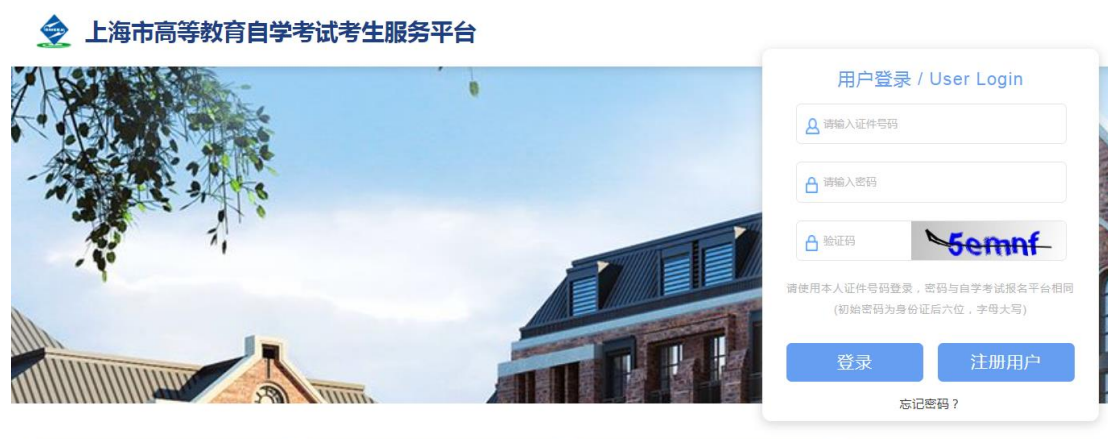 上海市高等教育自学考试考生服务平台
用户登录 / User Login
请输入证件号码
请输入密码
验证码
5emnf
请使用本人证件号码登录，密码与自学考试报名平台相同
(初始密码为身份证后六位，字母大写)
登录
注册用户
忘记密码？